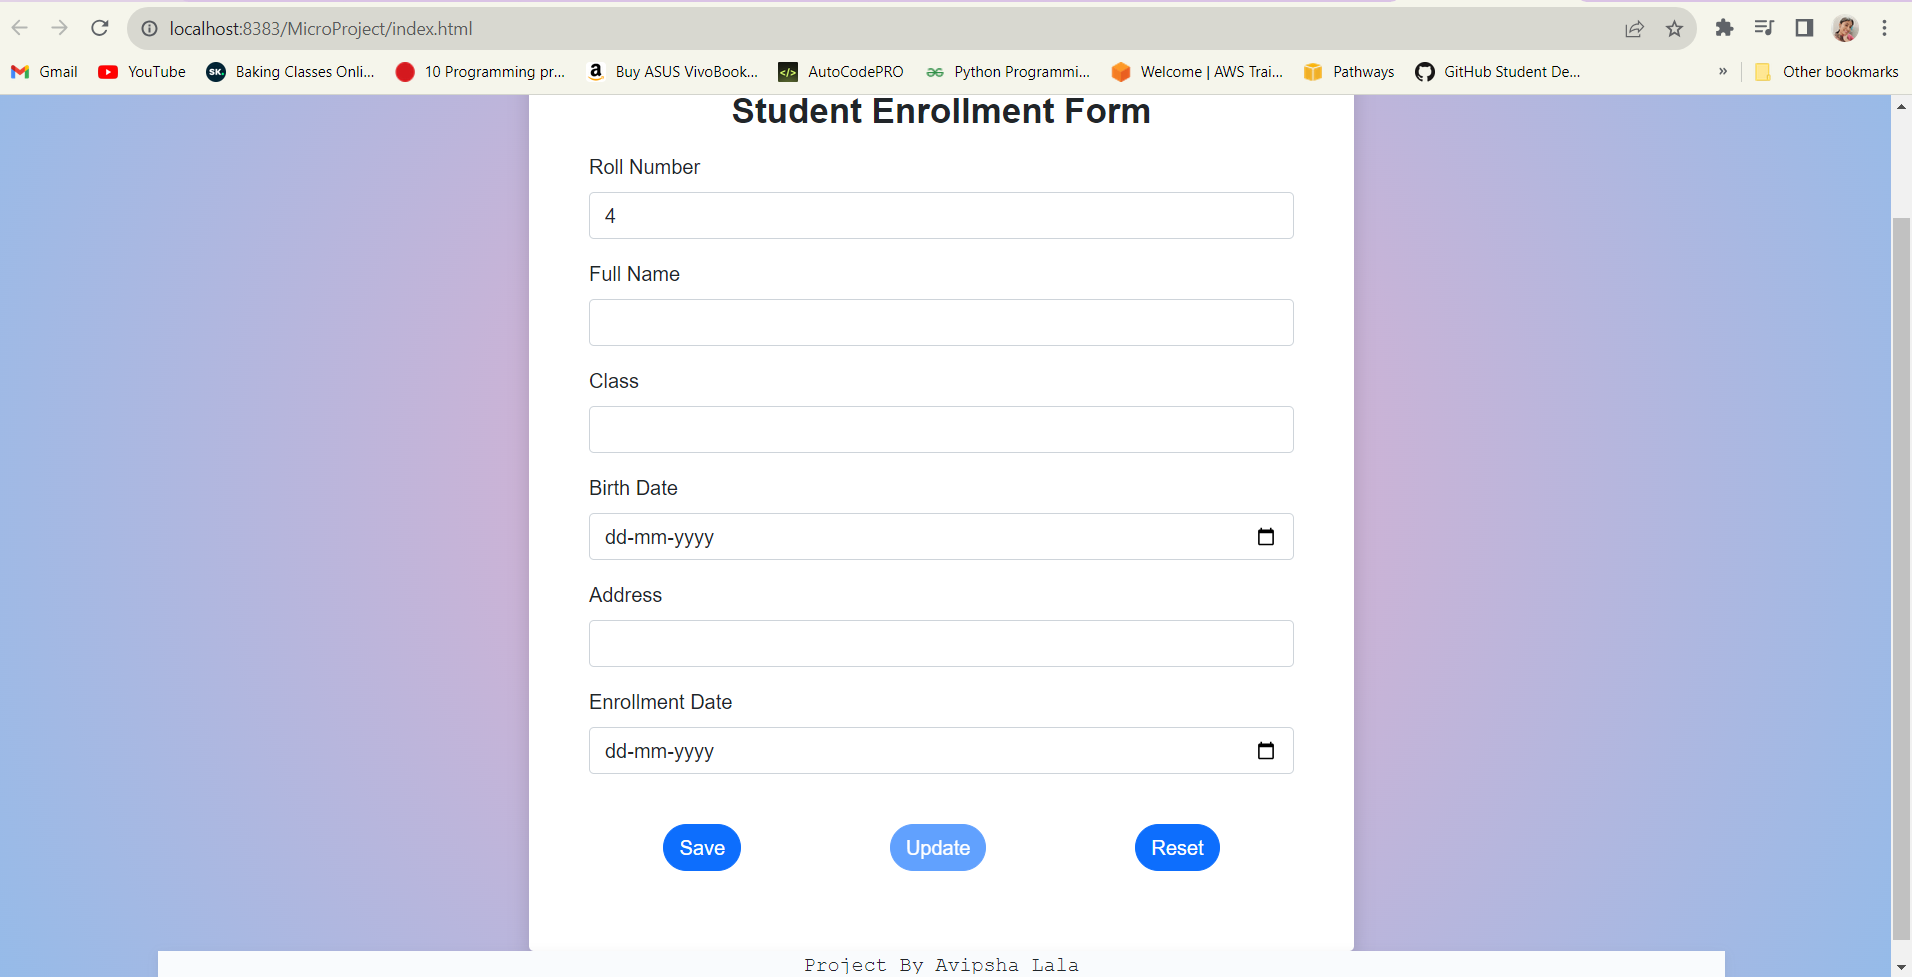 localhost:8383/MicroProject/index.html
Gmail YouTube SK. Baking Classes Onli... 10 Programming pr... a Buy ASUS VivoBook... </> AutoCodePRO Python Programmi... Welcome | AWS Trai... Pathways GitHub Student De... » Other bookmarks
Student Enrollment Form
Roll Number
4
Full Name
Class
Birth Date
dd-mm-yyyy
Address
Enrollment Date
dd-mm-yyyy
Save Update Reset
Project By Avipsha Lala